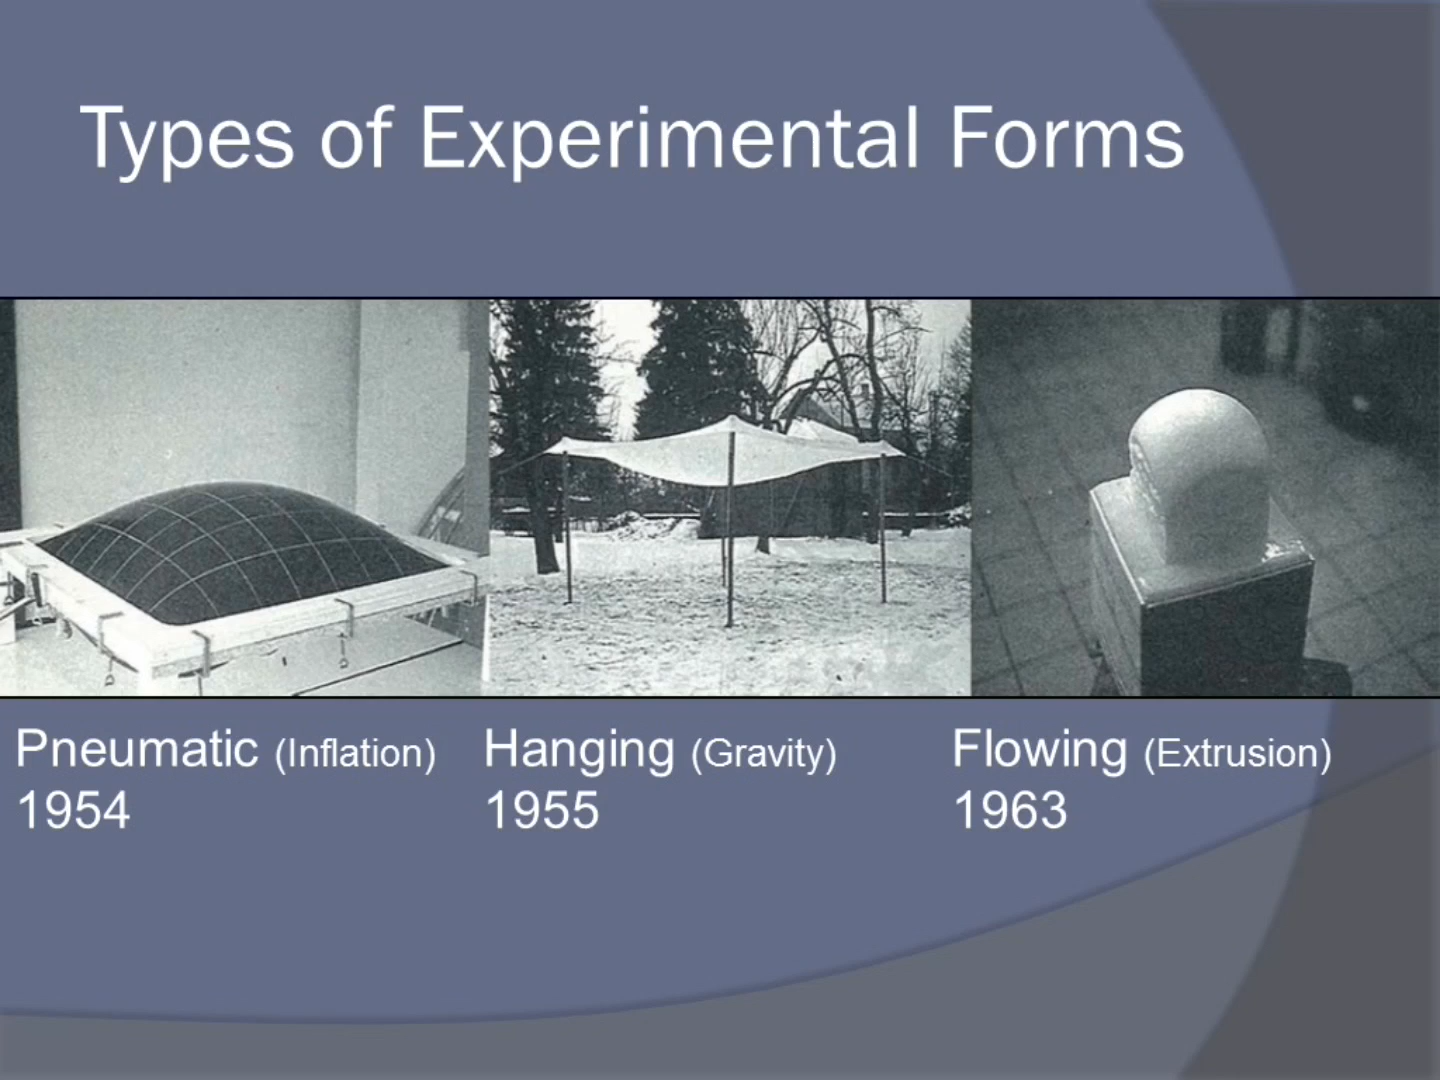 Types of Experimental Forms
Pneumatic (Inflation)
1954
Hanging (Gravity)
1955
Flowing (Extrusion)
1963